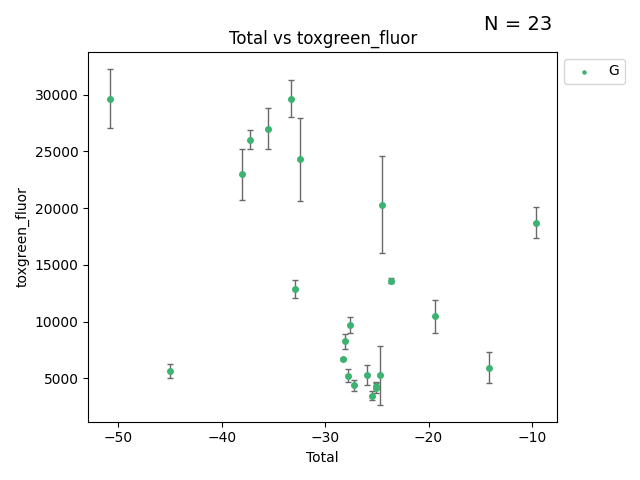 N = 23
Total vs toxgreen_fluor
G
toxgreen_fluor
30000
25000
20000
15000
10000
5000
−50
−40
−30
−20
−10
Total